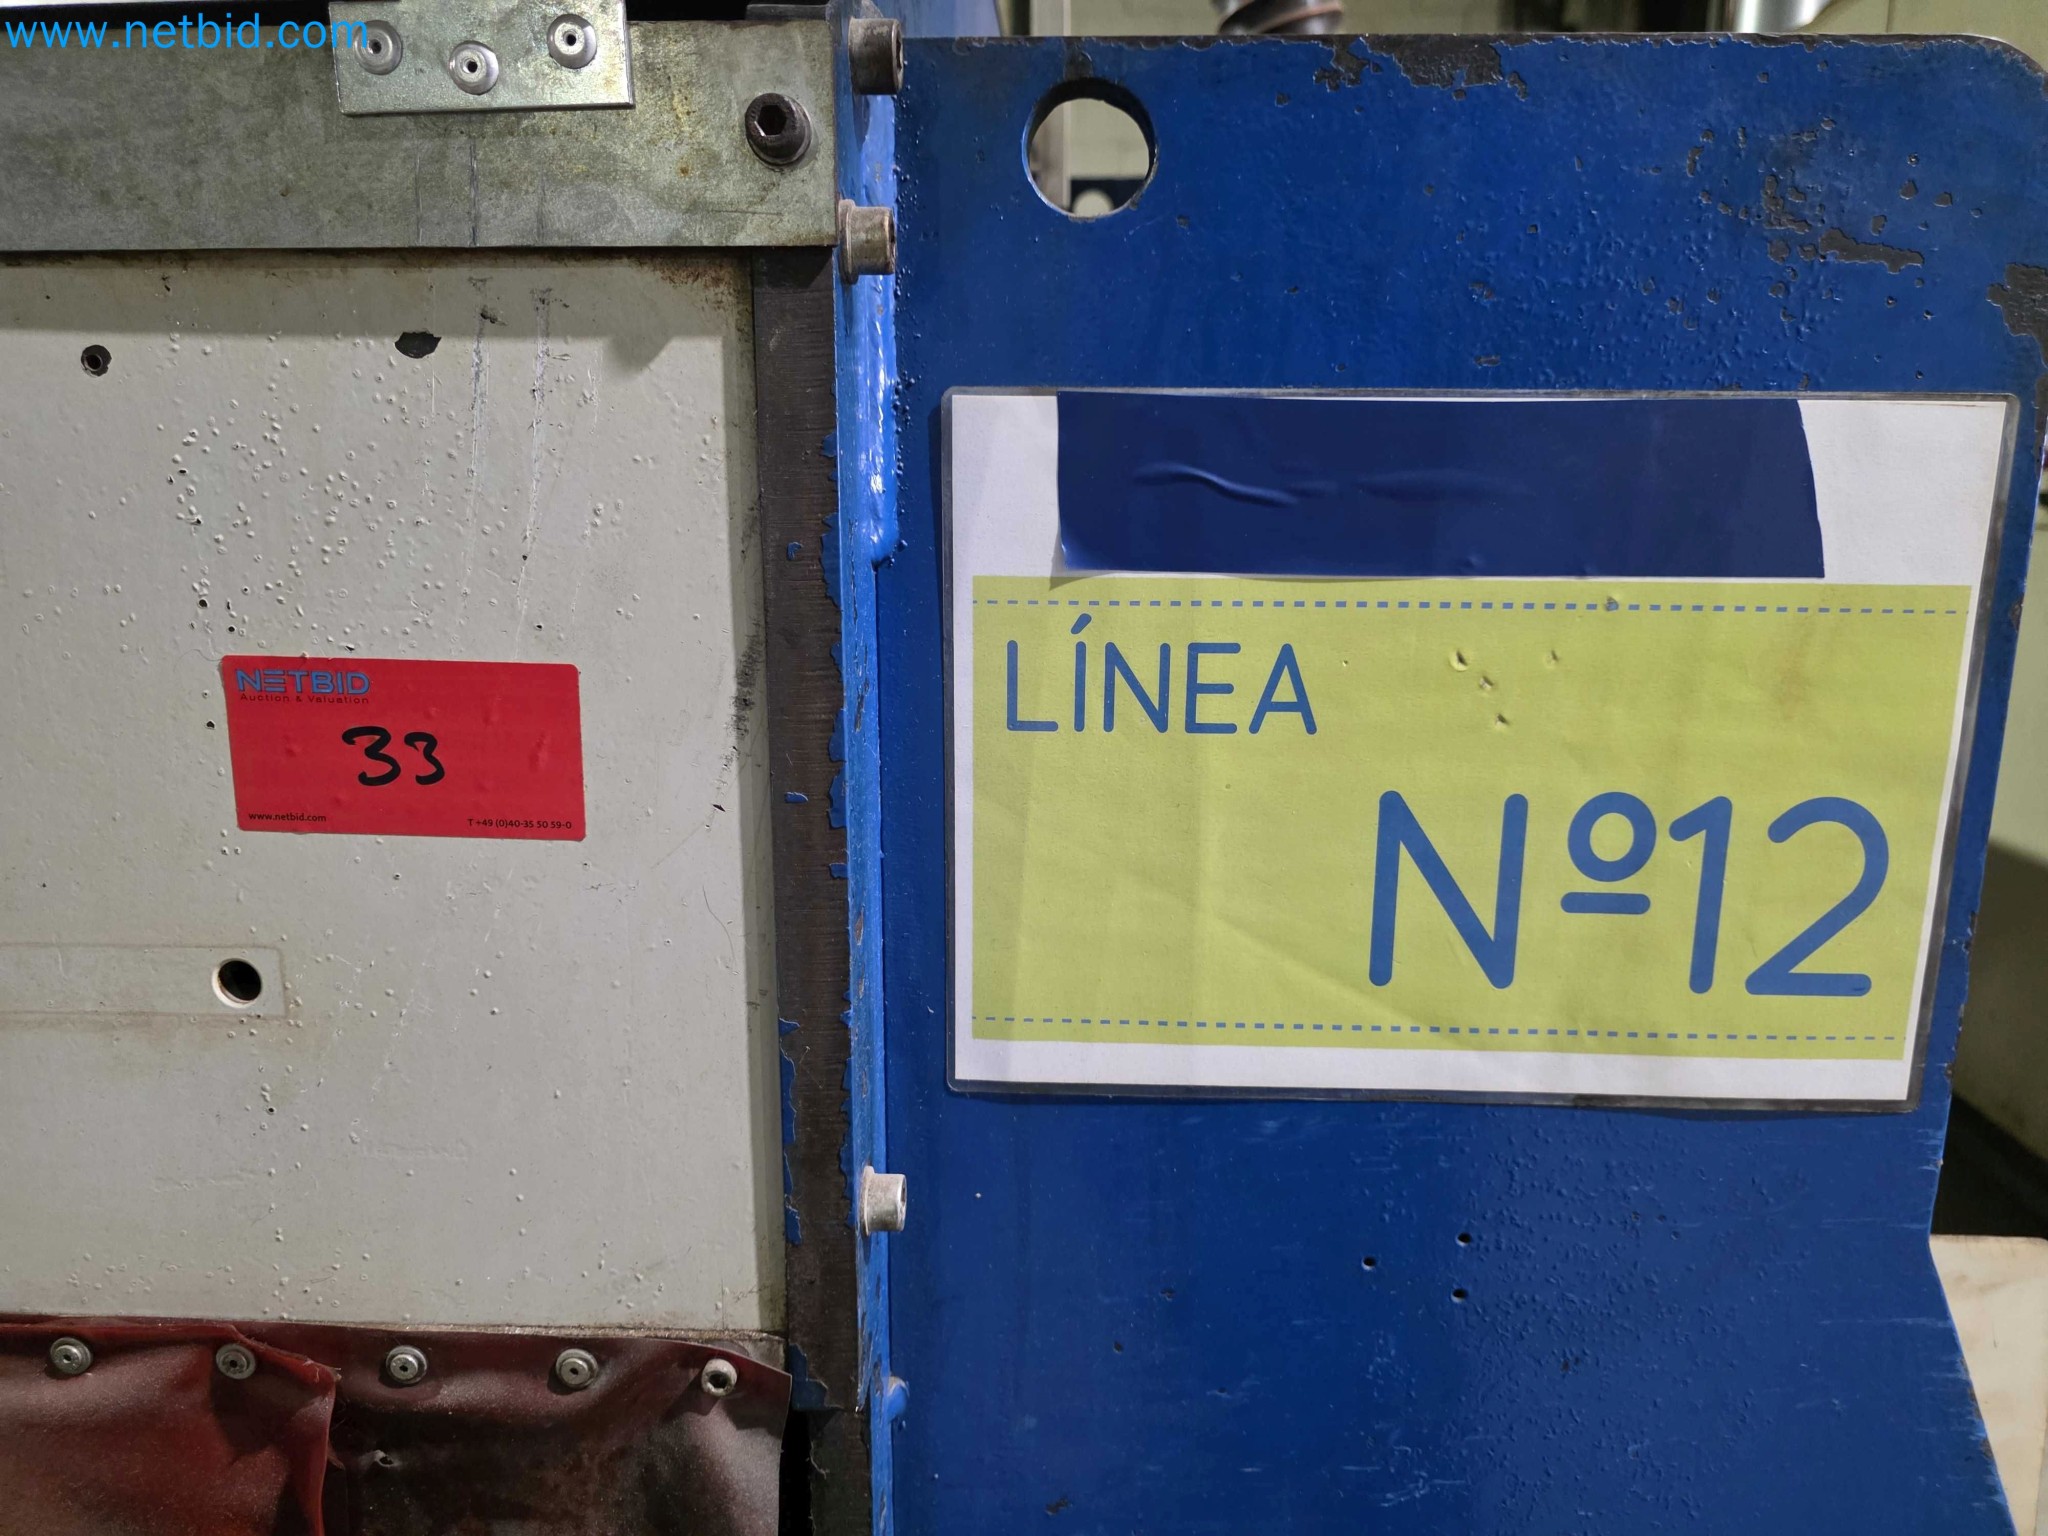 www.netbid.com
NETBID
Auction & Valuation
33
www.netbid.com
T +49 (0)40-35 50 59-0
LÍNEA
Nº12